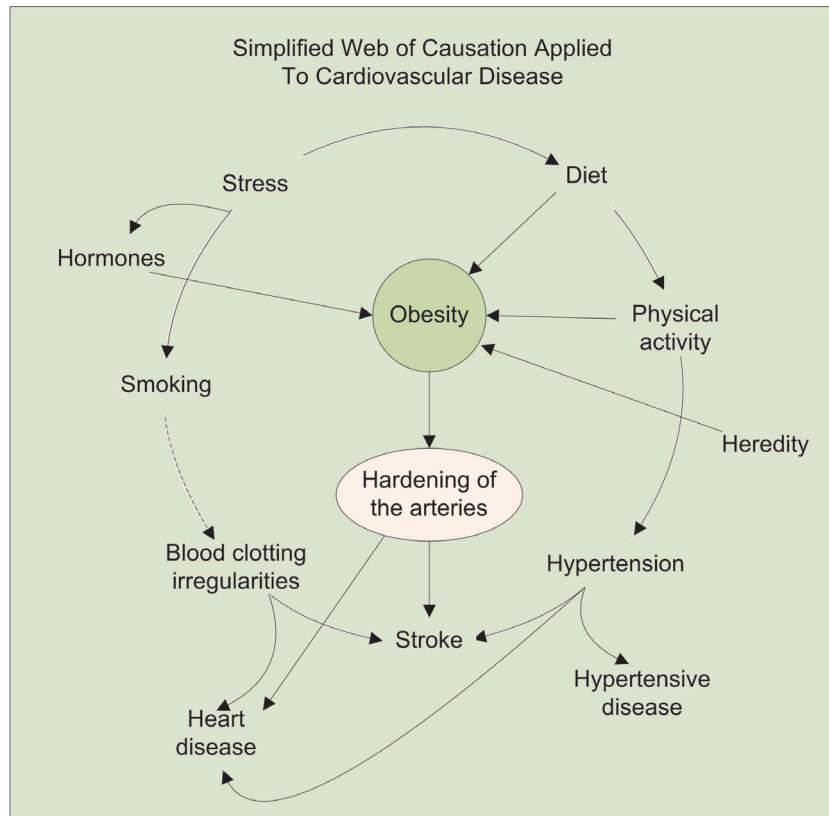 Simplified Web of Causation Applied
To Cardiovascular Disease
Stress
Diet
Hormones
Obesity
Physical
activity
Smoking
Heredity
Hardening of
the arteries
Blood clotting
irregularities
Hypertension
Stroke
Hypertensive
disease
Heart
disease